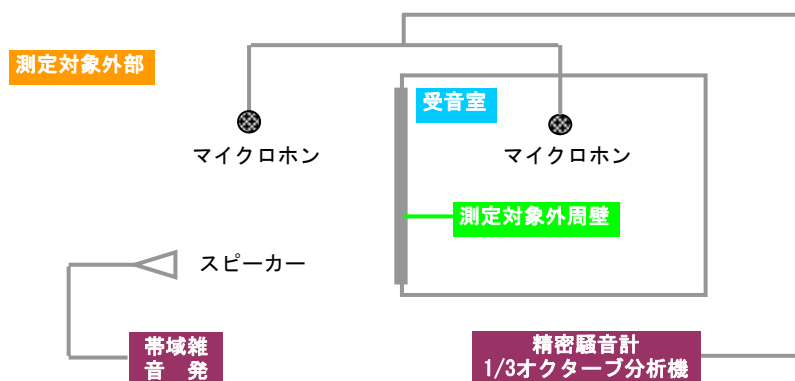 測定対象外部
受音室
マイクロホン
マイクロホン
測定対象外周壁
スピーカー
帯域雑
音 発
精密騒音計
1/3オクターブ分析機